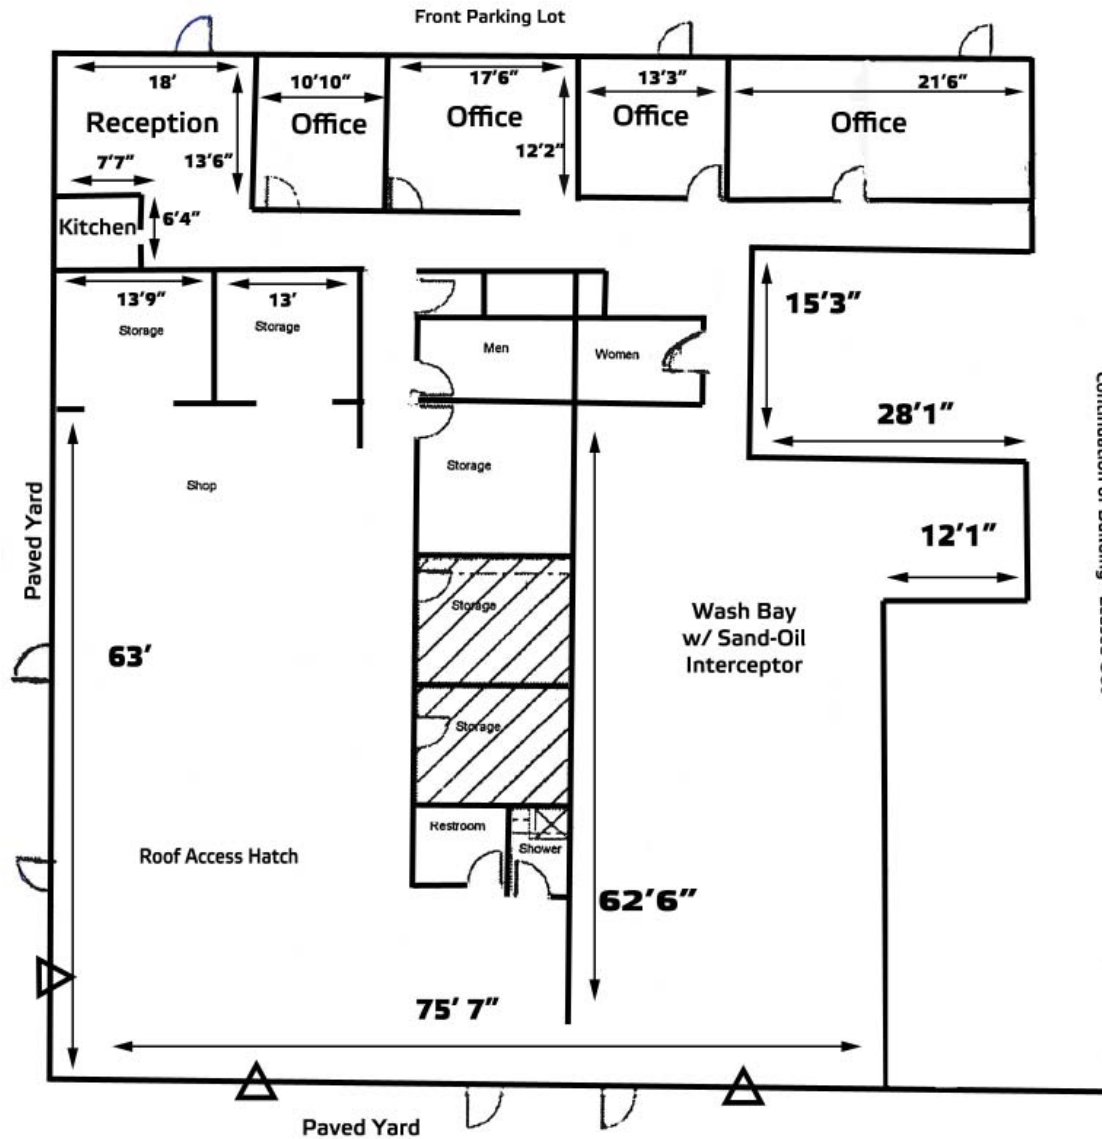 Front Parking Lot
18'
10'10"
17'6"
13'3"
21'6"
Reception
Office
Office
Office
Office
7'7"
13'6"
12'2"
Kitchen
6'4"
13'9"
13'
Storage
Storage
15'3"
Men
Women
28'1"
Storage
Shop
Paved Yard
12'1"
Storage
Wash Bay
w/ Sand-Oil
Interceptor
63'
Storage
Restroom
Shower
Roof Access Hatch
62'6"
75' 7"
Paved Yard